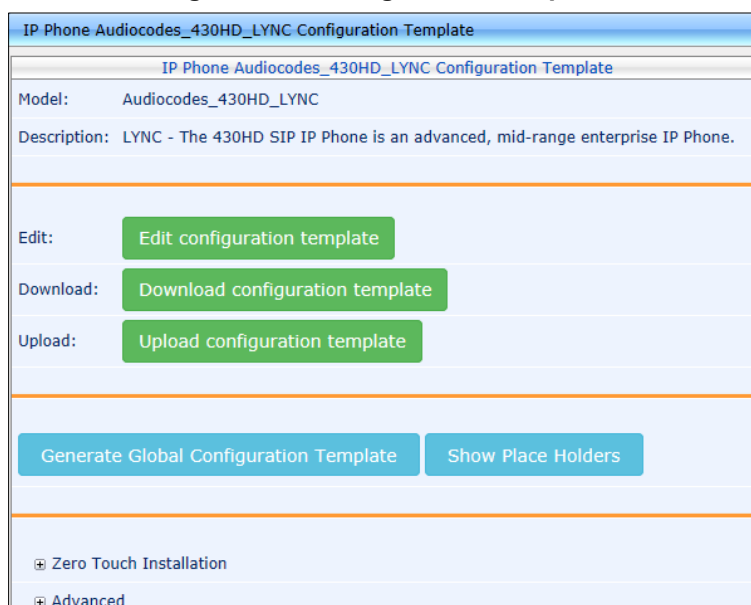 IP Phone Audiocodes_430HD_LYNC Configuration Template
IP Phone Audiocodes_430HD_LYNC Configuration Template
Model: Audiocodes_430HD_LYNC
Description: LYNC - The 430HD SIP IP Phone is an advanced, mid-range enterprise IP Phone.
Edit: Edit configuration template
Download: Download configuration template
Upload: Upload configuration template
Generate Global Configuration Template Show Place Holders
Zero Touch Installation
Advanced